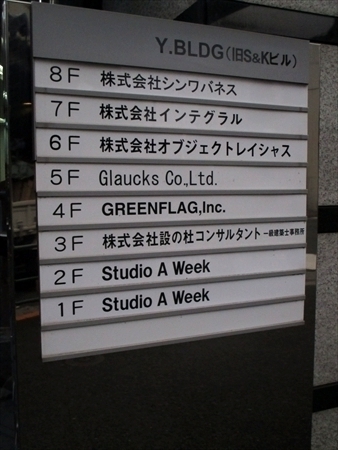 Y.BLDG(旧S&Kビル)
8F 株式会社シンワバネス
7F 株式会社インテグラル
6F 株式会社オブジェクトレイシャス
5F Glaucks Co.,Ltd.
4F GREENFLAG,Inc.
3F 株式会社設の杜コンサルタント 一級建築士事務所
2F Studio A Week
1F Studio A Week